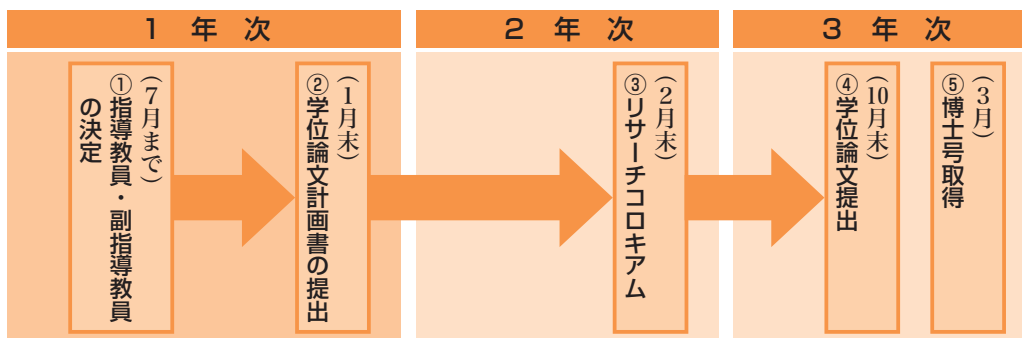 1年次
2年次
3年次
(7月まで)
①指導教員・副指導教員
の決定
(1月末)
②学位論文計画書の提出
(2月末)
③リサーチコロキアム
(10月末)
④学位論文提出
(3月)
⑤博士号取得